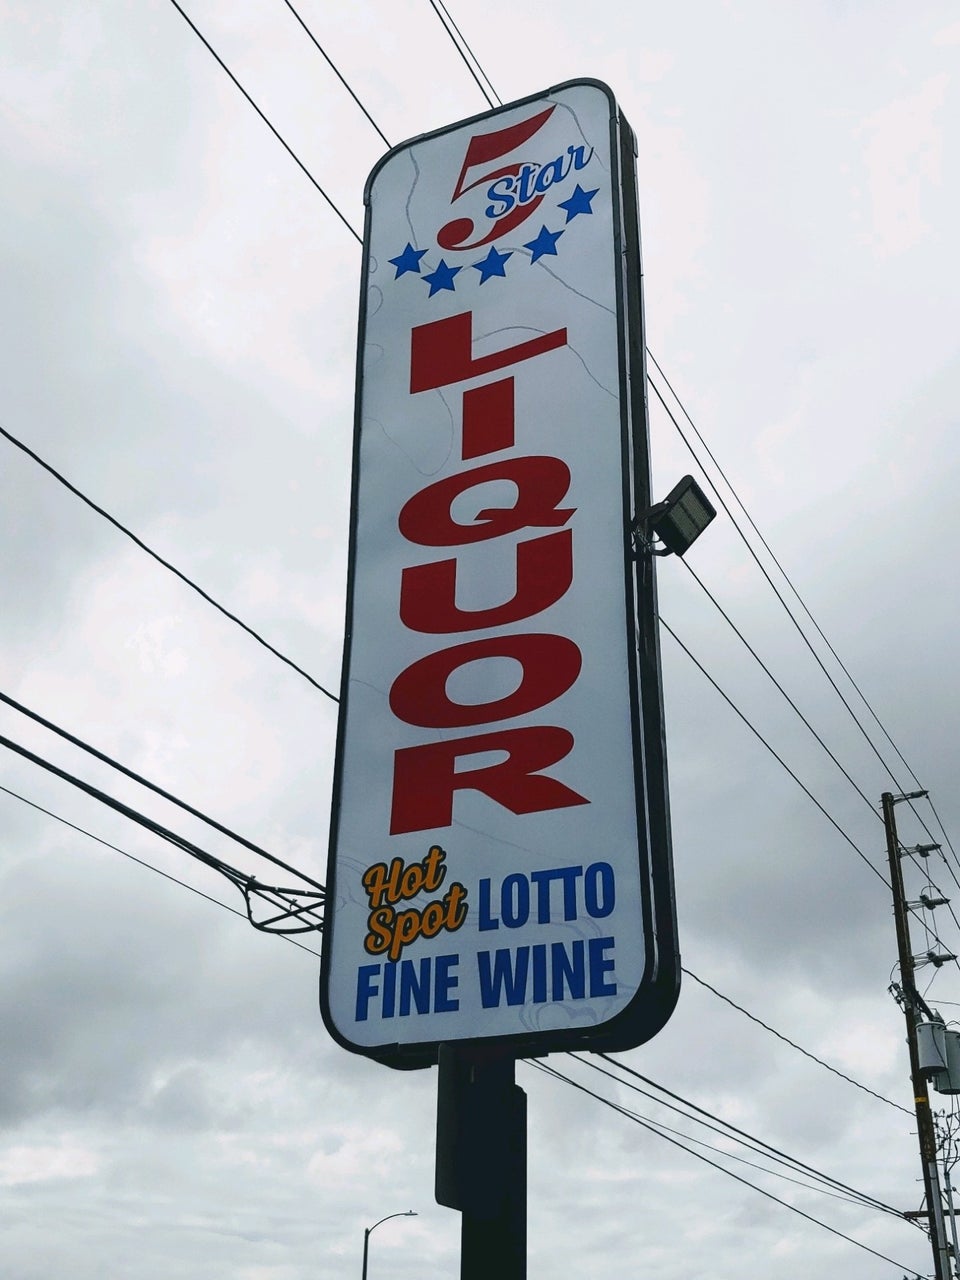 5 Star
LIQUOR
Hot Spot LOTTO
FINE WINE